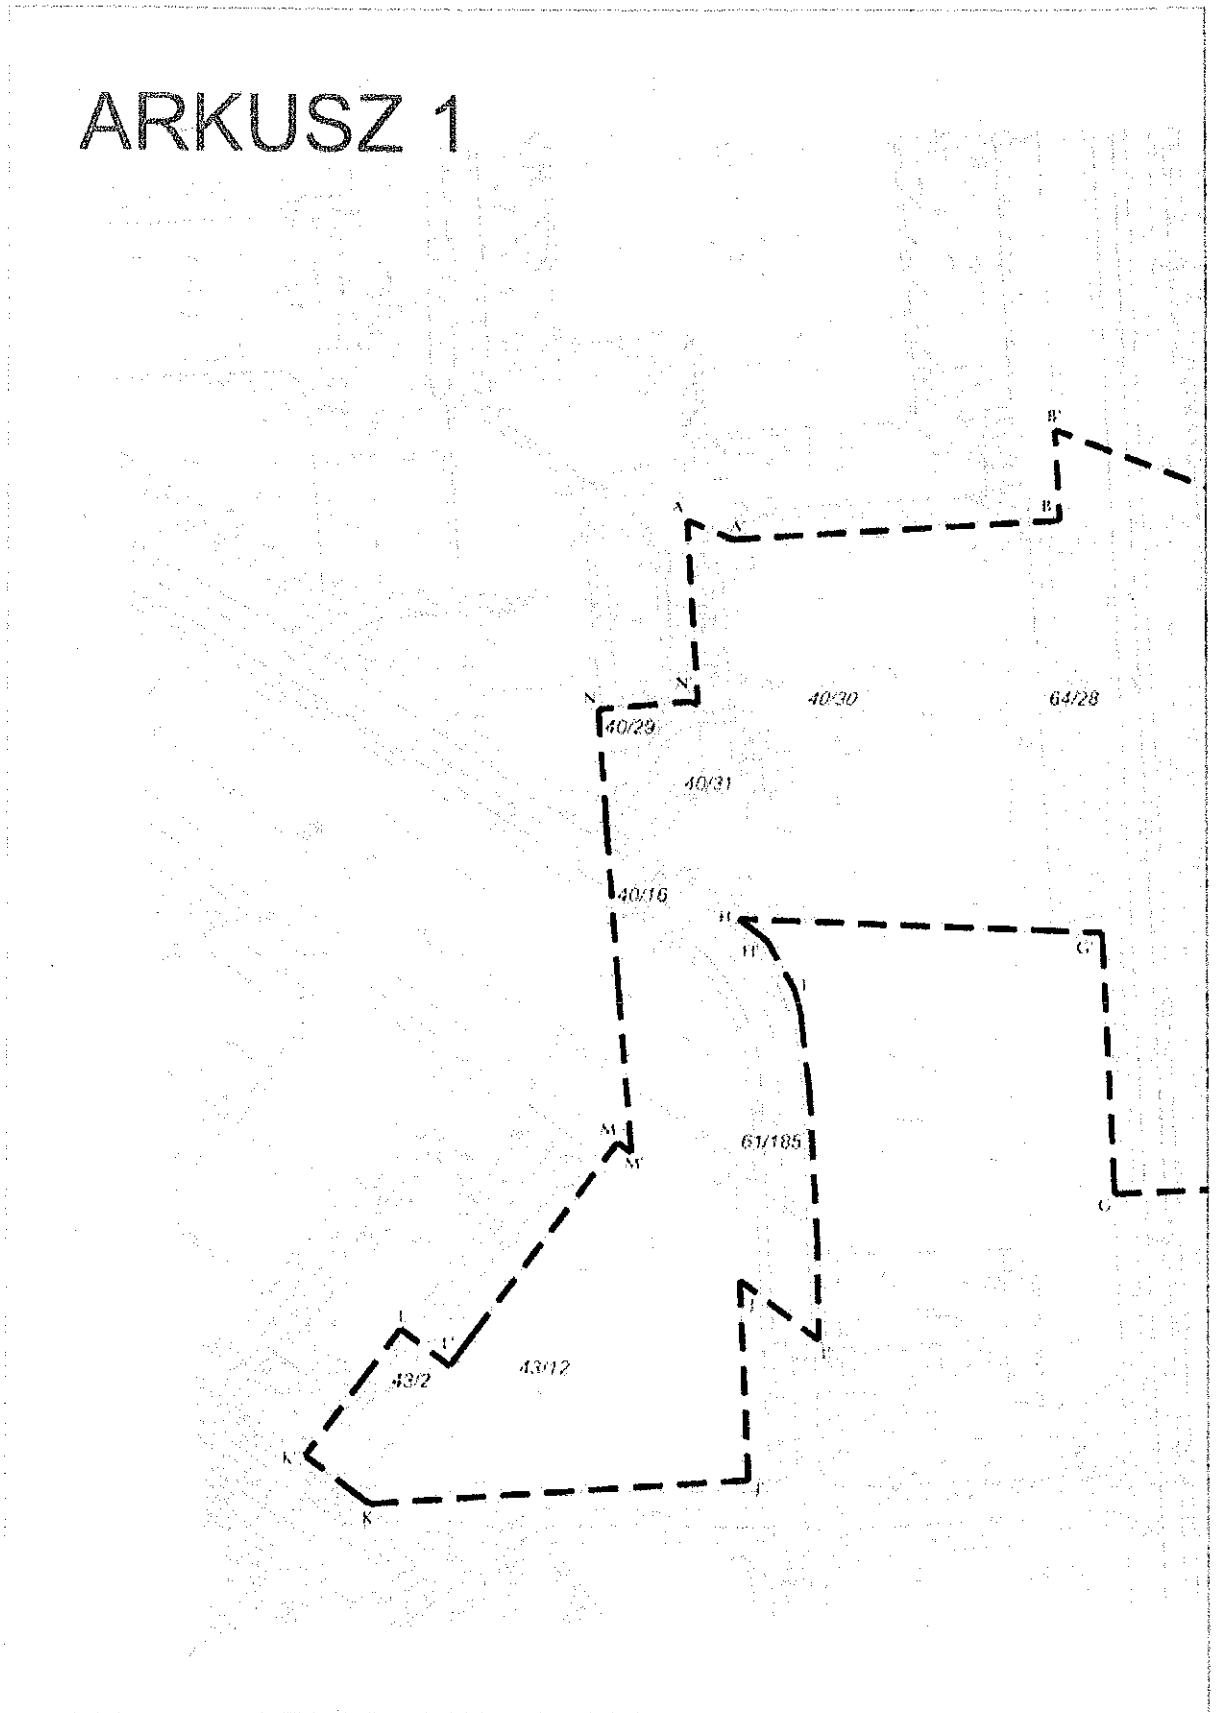 ARKUSZ 1
B'
A
A'
B
N
40/29
40/30
64/28
40/31
40/16
H
H'
G'
I
M
M'
61/185
G
L
L'
43/2
43/12
K'
K
J